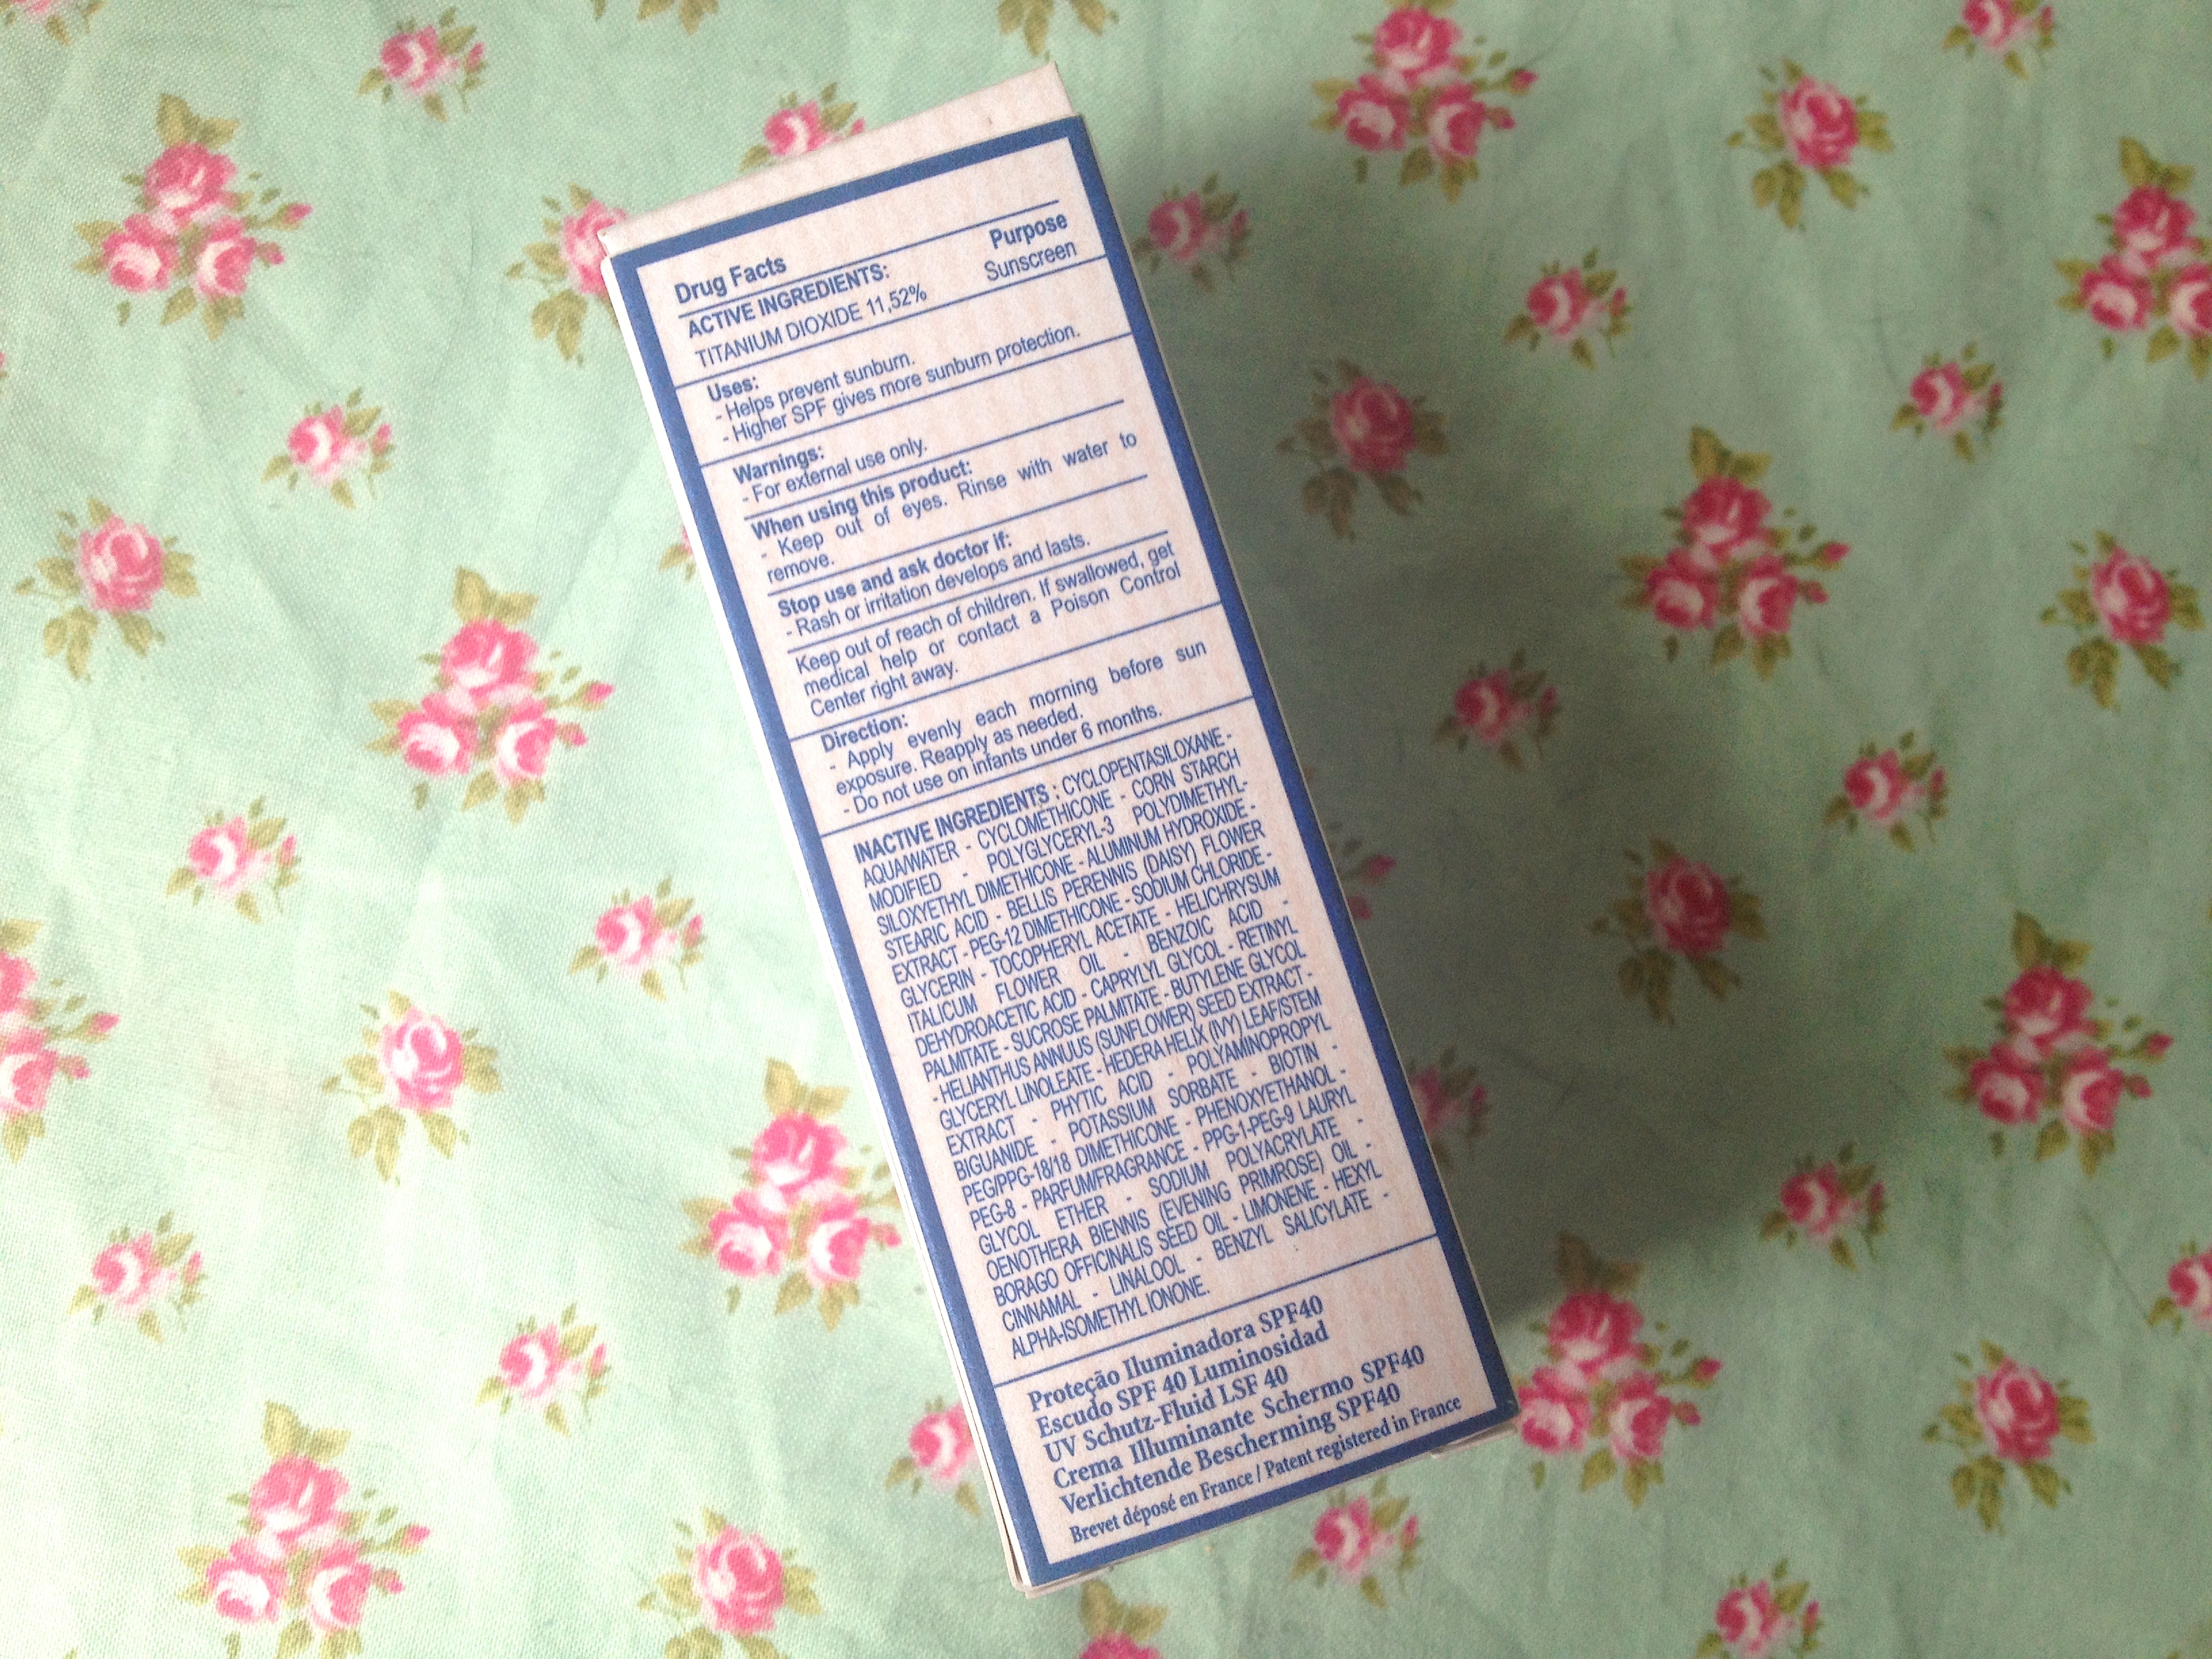 Drug Facts
ACTIVE INGREDIENTS: Purpose
TITANIUM DIOXIDE 11,52% Sunscreen
Uses:
- Helps prevent sunburn.
- Higher SPF gives more sunburn protection.
Warnings:
- For external use only.
When using this product:
- Keep out of eyes. Rinse with water to
remove.
Stop use and ask doctor if:
- Rash or irritation develops and lasts.
Keep out of reach of children. If swallowed, get
medical help or contact a Poison Control
Center right away.
Direction:
- Apply evenly each morning before sun
exposure. Reapply as needed.
- Do not use on infants under 6 months.
INACTIVE INGREDIENTS : CYCLOPENTASILOXANE -
AQUA/WATER - CYCLOMETHICONE - CORN STARCH
MODIFIED - POLYGLYCERYL-3 POLYDIMETHYL-
SILOXYETHYL DIMETHICONE - ALUMINUM HYDROXIDE -
STEARIC ACID - BELLIS PERENNIS (DAISY) FLOWER
EXTRACT - PEG-12 DIMETHICONE - SODIUM CHLORIDE -
GLYCERIN - TOCOPHERYL ACETATE - HELICHRYSUM
ITALICUM FLOWER OIL - BENZOIC ACID -
DEHYDROACETIC ACID - CAPRYLYL GLYCOL - RETINYL
PALMITATE - SUCROSE PALMITATE - BUTYLENE GLYCOL
- HELIANTHUS ANNUUS (SUNFLOWER) SEED EXTRACT -
GLYCERYL LINOLEATE - HEDERA HELIX (IVY) LEAF/STEM
EXTRACT - PHYTIC ACID - POLYAMINOPROPYL
BIGUANIDE - POTASSIUM SORBATE - BIOTIN -
PEG/PPG-18/18 DIMETHICONE - PHENOXYETHANOL -
PEG-8 - PARFUM/FRAGRANCE - PPG-1-PEG-9 LAURYL
GLYCOL ETHER - SODIUM POLYACRYLATE -
OENOTHERA BIENNIS (EVENING PRIMROSE) OIL -
BORAGO OFFICINALIS SEED OIL - LIMONENE - HEXYL
CINNAMAL - LINALOOL - BENZYL SALICYLATE -
ALPHA-ISOMETHYL IONONE.
Proteção Iluminadora SPF40
Escudo SPF 40 Luminosidad
UV Schutz-Fluid LSF 40
Crema Illuminante Schermo SPF40
Verlichtende Bescherming SPF40
Brevet déposé en France / Patent registered in France